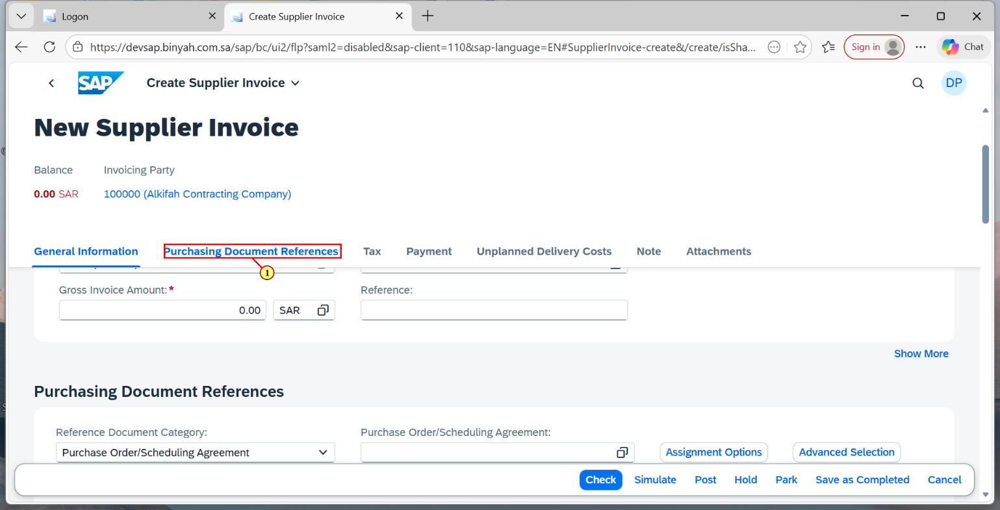 Logon
Create Supplier Invoice
https://devsap.binyah.com.sa/sap/bc/ui2/flp?saml2=disabled&sap-client=110&sap-language=EN#SupplierInvoice-create&/create/isSha...
Sign in
Chat
SAP
Create Supplier Invoice
DP
New Supplier Invoice
Balance
Invoicing Party
0.00 SAR
100000 (Alkifah Contracting Company)
General Information
Purchasing Document References
Tax
Payment
Unplanned Delivery Costs
Note
Attachments
1
Gross Invoice Amount:*
Reference:
0.00
SAR
Show More
Purchasing Document References
Reference Document Category:
Purchase Order/Scheduling Agreement:
Purchase Order/Scheduling Agreement
Assignment Options
Advanced Selection
Check
Simulate
Post
Hold
Park
Save as Completed
Cancel